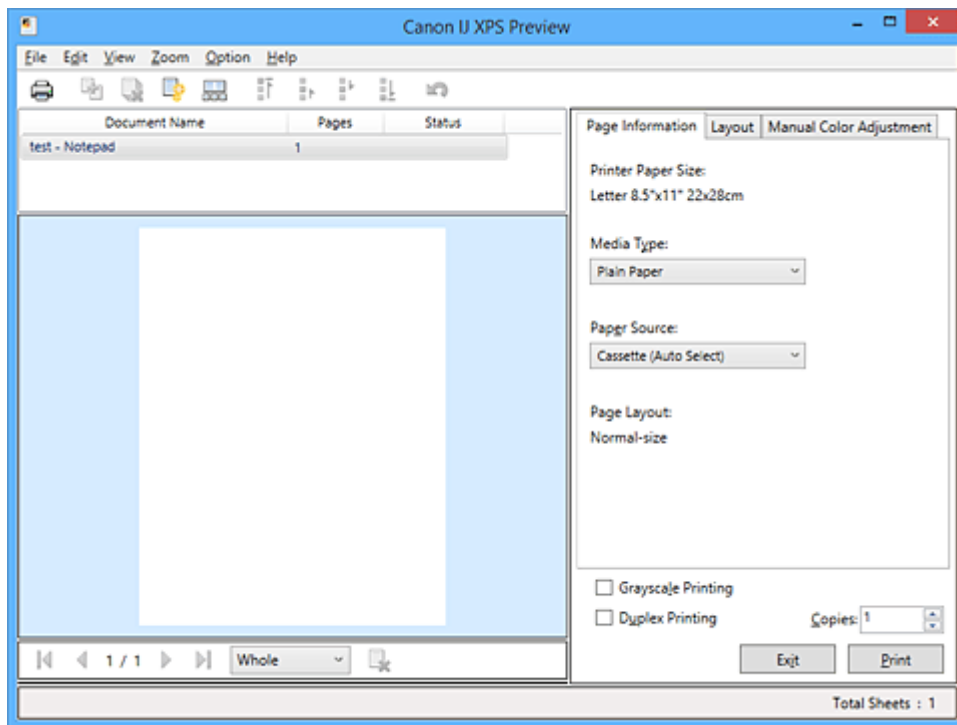 Canon IJ XPS Preview
File Edit View Zoom Option Help
Document Name Pages Status
test - Notepad 1
Page Information Layout Manual Color Adjustment
Printer Paper Size:
Letter 8.5"x11" 22x28cm
Media Type:
Plain Paper
Paper Source:
Cassette (Auto Select)
Page Layout:
Normal-size
Grayscale Printing
Duplex Printing
Copies: 1
1 / 1 Whole
Exit Print
Total Sheets : 1